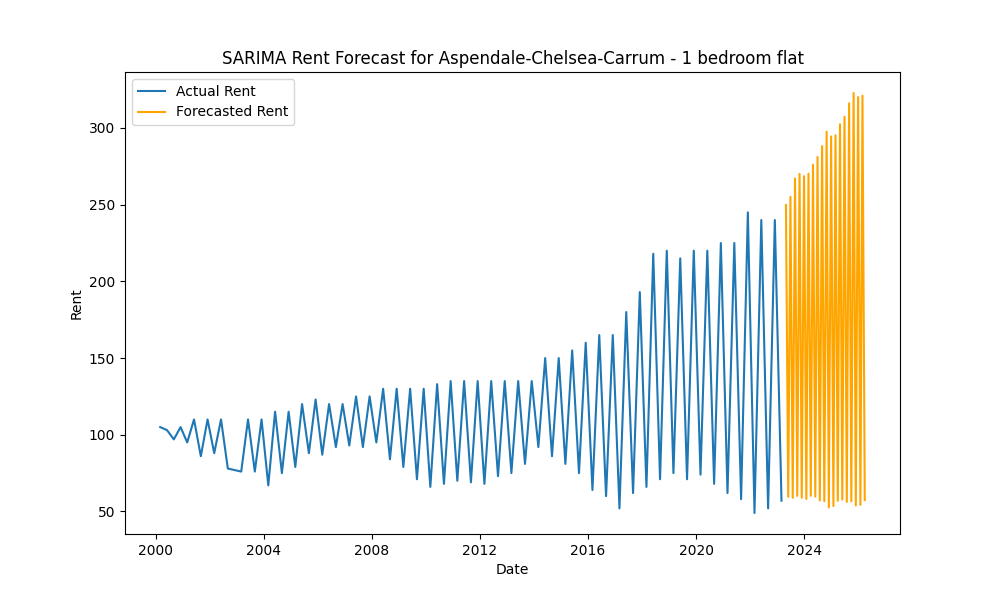 SARIMA Rent Forecast for Aspendale-Chelsea-Carrum - 1 bedroom flat
Actual Rent
Forecasted Rent
300
250
200
150
100
50
Rent
2000 2004 2008 2012 2016 2020 2024
Date